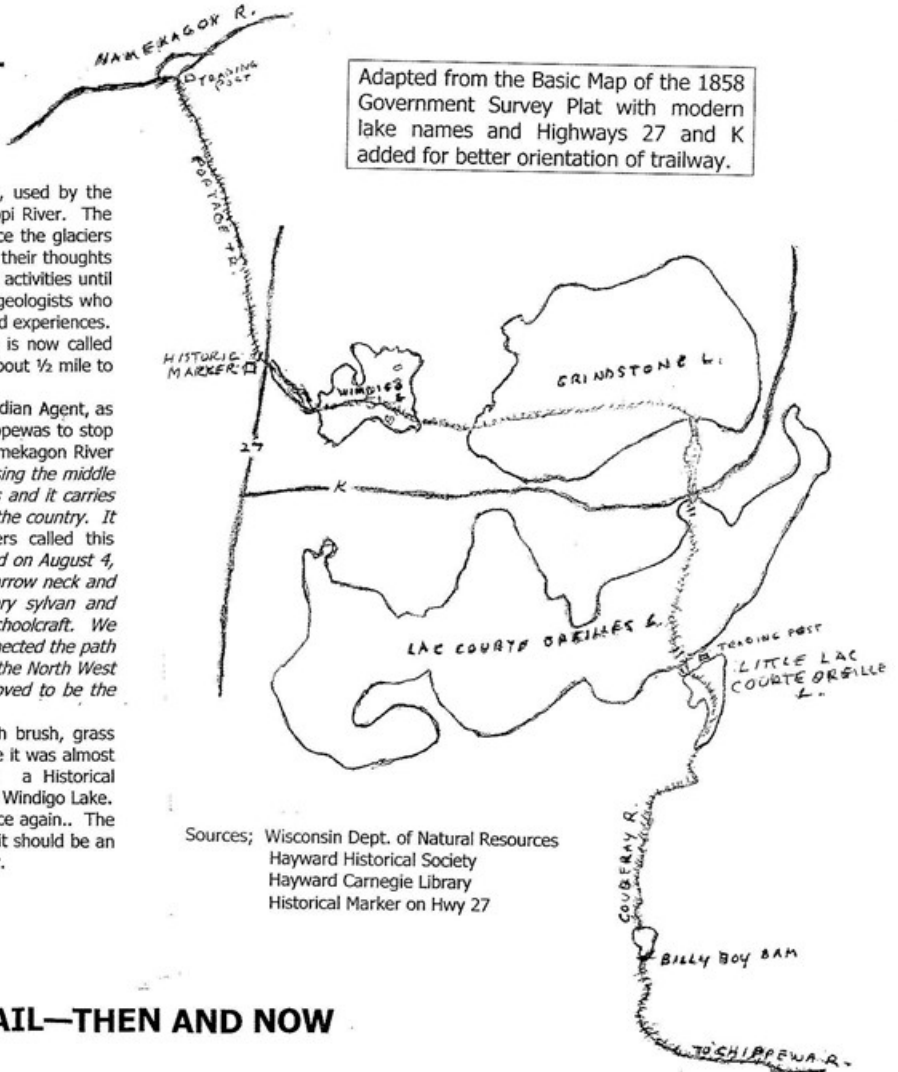 NAMEKAGON R.
TRADING
POST
Adapted from the Basic Map of the 1858
Government Survey Plat with modern
lake names and Highways 27 and K
added for better orientation of trailway.
PORTAGE TR.
, used by the
pi River. The
ce the glaciers
their thoughts
activities until
geologists who
d experiences.
is now called
bout ½ mile to
HISTORIC
MARKER
dian Agent, as
opewas to stop
mekagon River
sing the middle
s and it carries
the country. It
ers called this
d on August 4,
rrow neck and
ry sylvan and
choolcraft. We
nected the path
the North West
oved to be the
h brush, grass
e it was almost
a Historical
Windigo Lake.
ce again.. The
it should be an
GRINDSTONE L.
27
K
LAC COURTE OREILLES L.
TRADING POST
LITTLE LAC
COURTE OREILLE
L.
Sources; Wisconsin Dept. of Natural Resources
Hayward Historical Society
Hayward Carnegie Library
Historical Marker on Hwy 27
R.
BILLY BOY DAM
TO CHIPPEWA R.
AIL—THEN AND NOW